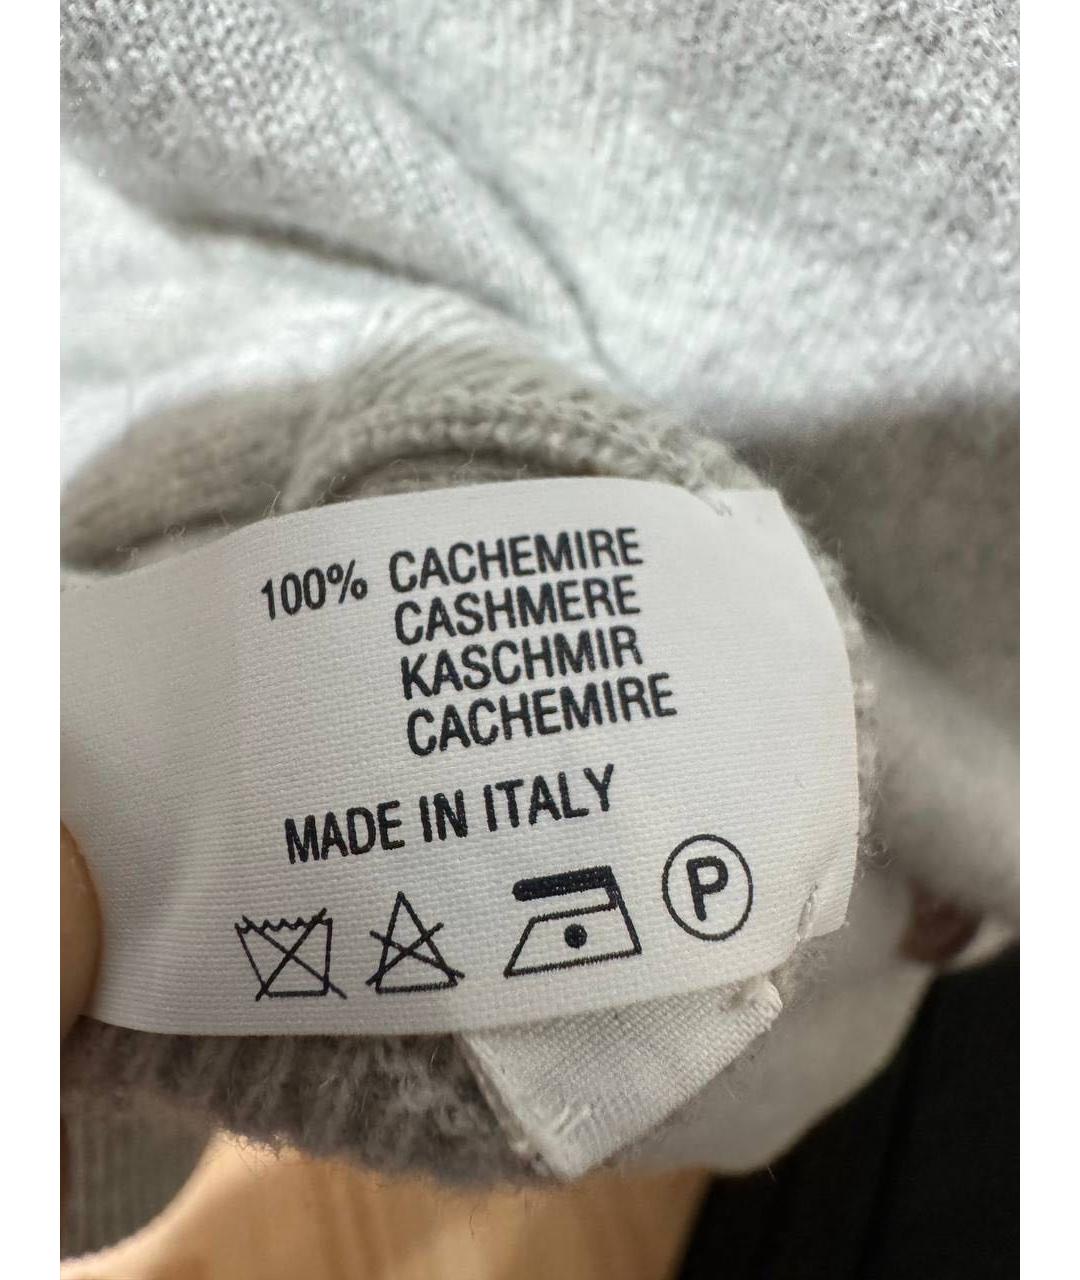 100% CACHEMIRE
CASHMERE
KASCHMIR
CACHEMIRE
MADE IN ITALY
P